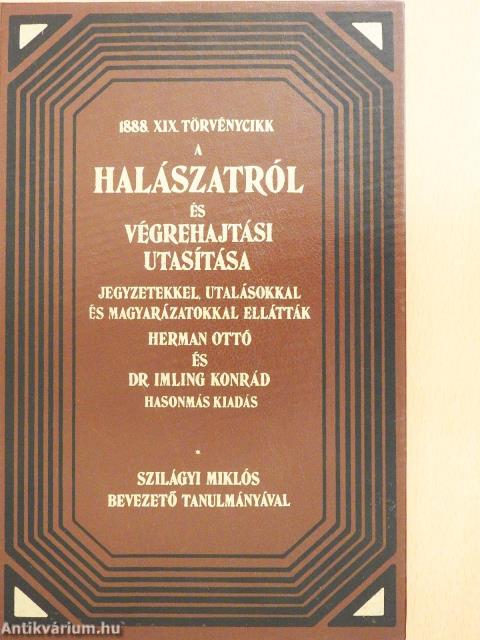 1888. XIX. TÖRVÉNYCIKK
A
HALÁSZATRÓL
ÉS
VÉGREHAJTÁSI
UTASÍTÁSA
JEGYZETEKKEL, UTALÁSOKKAL
ÉS MAGYARÁZATOKKAL ELLÁTTÁK
HERMAN OTTÓ
ÉS
DR. IMLING KONRÁD
HASONMÁS KIADÁS
*
SZILÁGYI MIKLÓS
BEVEZETŐ TANULMÁNYÁVAL
Antikvárium.hu